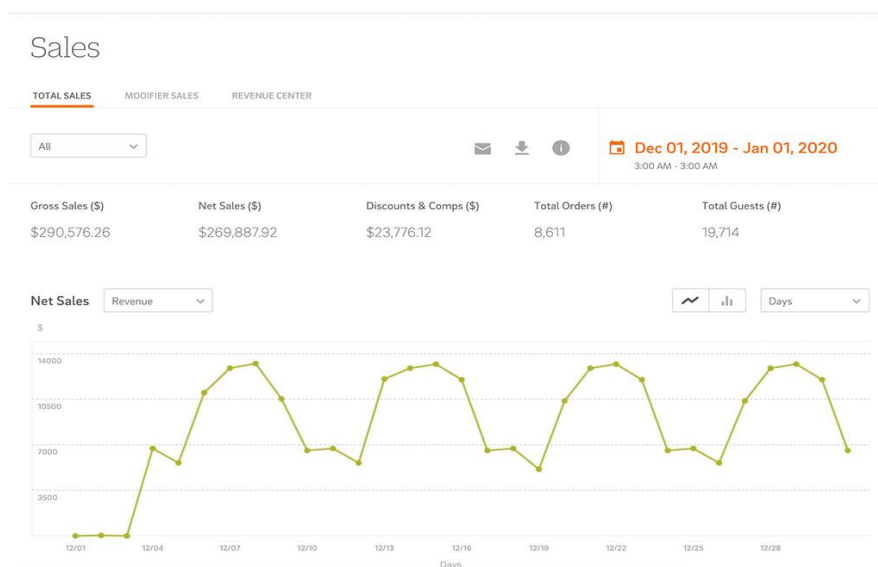 Sales
TOTAL SALES MODIFIER SALES REVENUE CENTER
All
Dec 01, 2019 - Jan 01, 2020
3:00 AM - 3:00 AM
Gross Sales ($) Net Sales ($) Discounts & Comps ($) Total Orders (#) Total Guests (#)
$290,576.26 $269,887.92 $23,776.12 8,611 19,714
Net Sales Revenue Days
$
14000
10500
7000
3500
12/01 12/04 12/07 12/10 12/13 12/16 12/19 12/22 12/25 12/28
Days